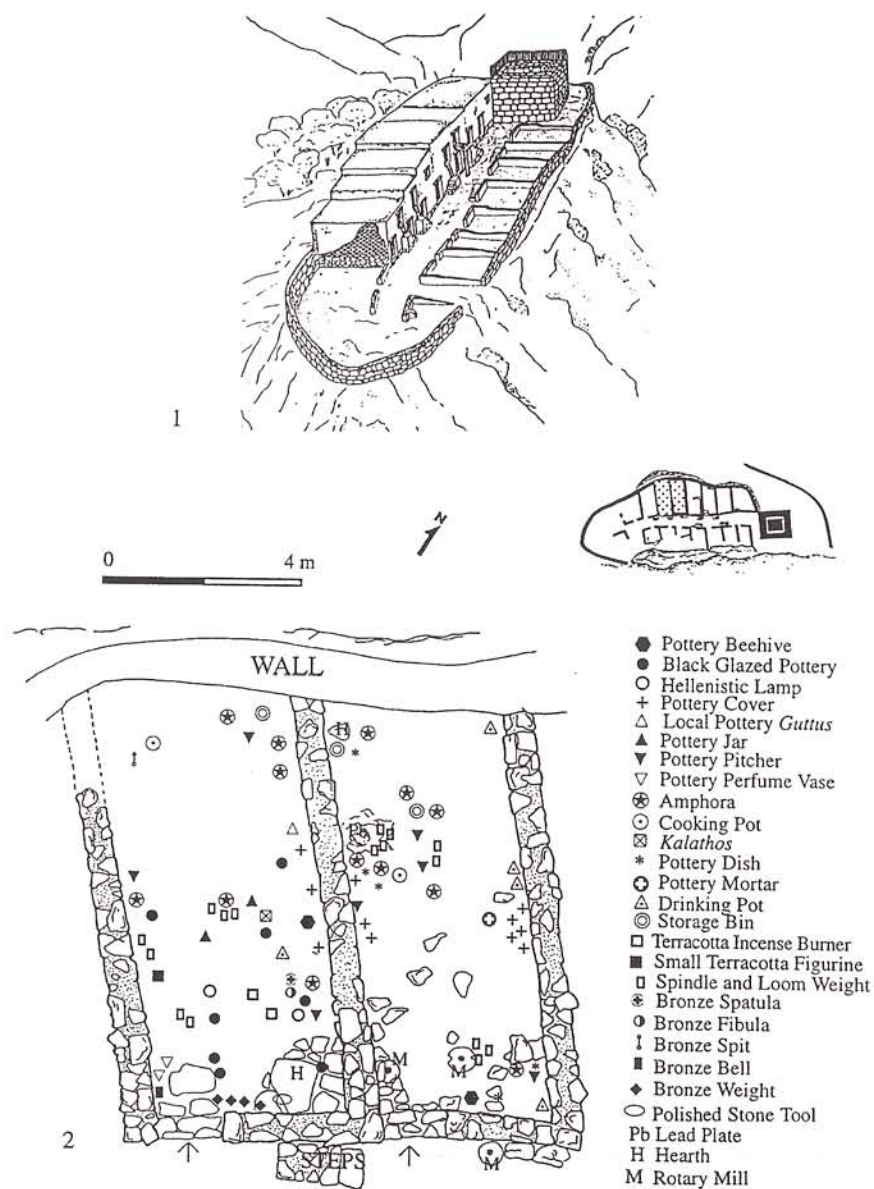 1
N
0 4 m
WALL
H
Pb
H
M
M
2
STEPS
M
Pottery Beehive
Black Glazed Pottery
Hellenistic Lamp
Pottery Cover
Local Pottery Guttus
Pottery Jar
Pottery Pitcher
Pottery Perfume Vase
Amphora
Cooking Pot
Kalathos
Pottery Dish
Pottery Mortar
Drinking Pot
Storage Bin
Terracotta Incense Burner
Small Terracotta Figurine
Spindle and Loom Weight
Bronze Spatula
Bronze Fibula
Bronze Spit
Bronze Bell
Bronze Weight
Polished Stone Tool
Pb Lead Plate
H Hearth
M Rotary Mill